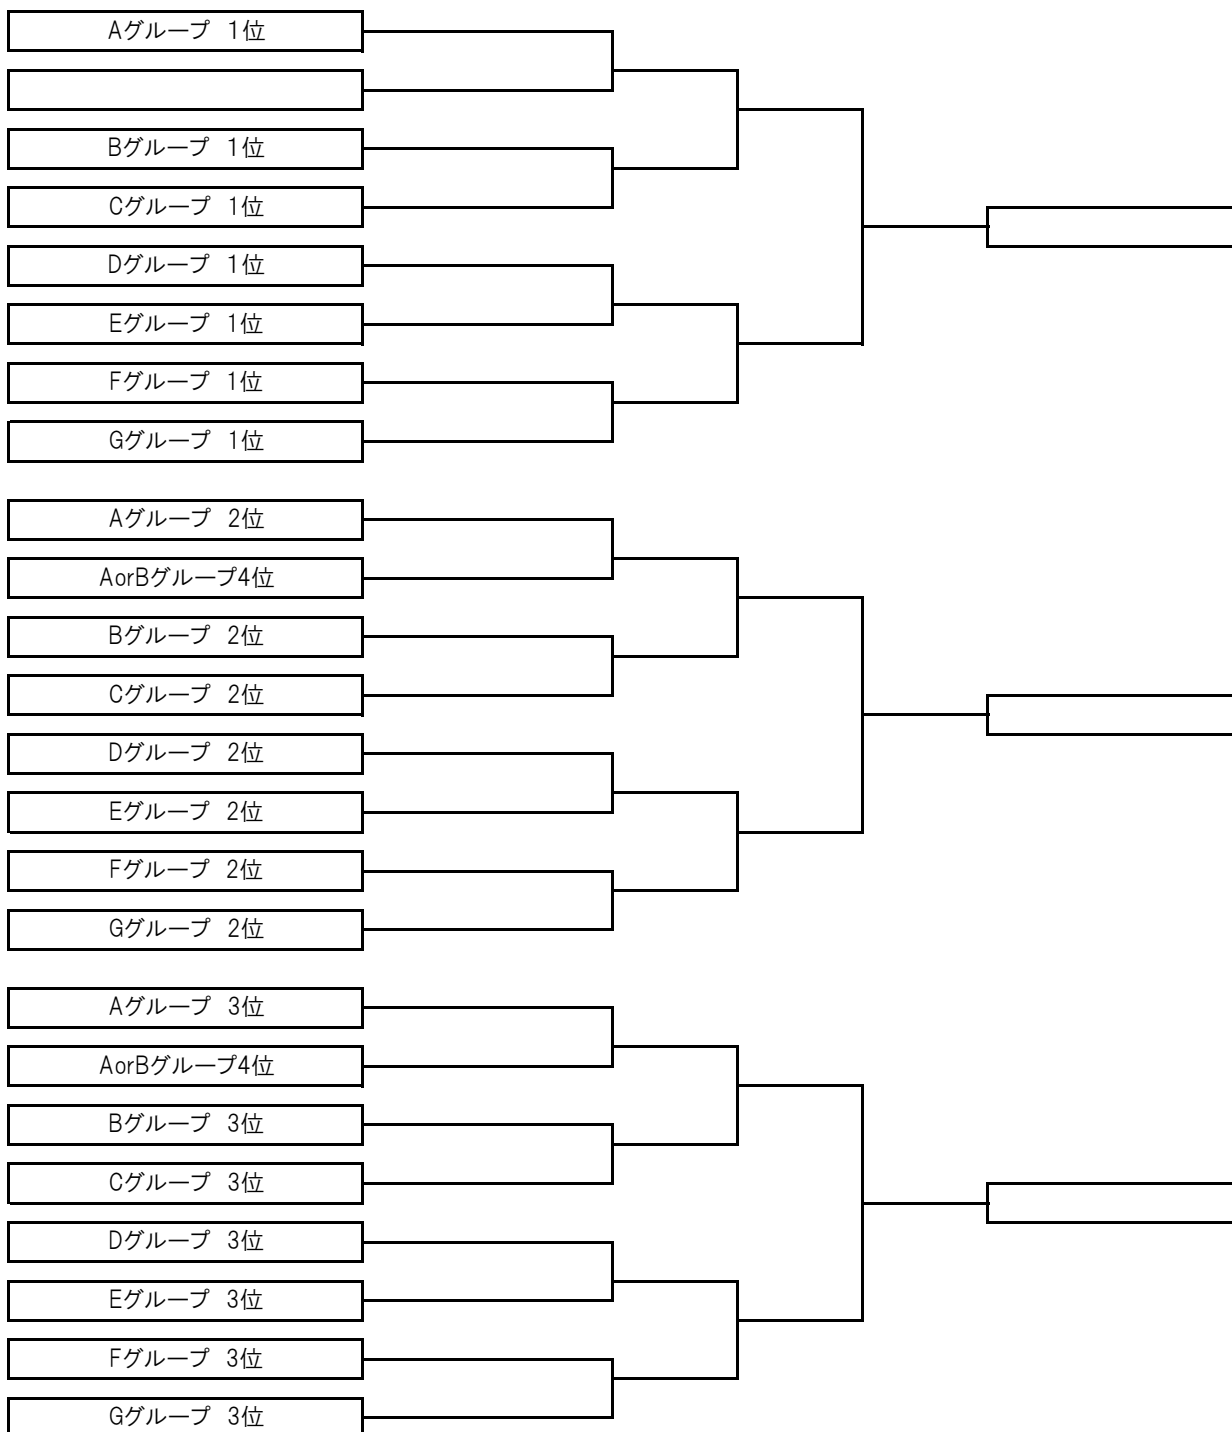 Aグループ　1位
Bグループ　1位
Cグループ　1位
Dグループ　1位
Eグループ　1位
Fグループ　1位
Gグループ　1位
Aグループ　2位
AorBグループ4位
Bグループ　2位
Cグループ　2位
Dグループ　2位
Eグループ　2位
Fグループ　2位
Gグループ　2位
Aグループ　3位
AorBグループ4位
Bグループ　3位
Cグループ　3位
Dグループ　3位
Eグループ　3位
Fグループ　3位
Gグループ　3位